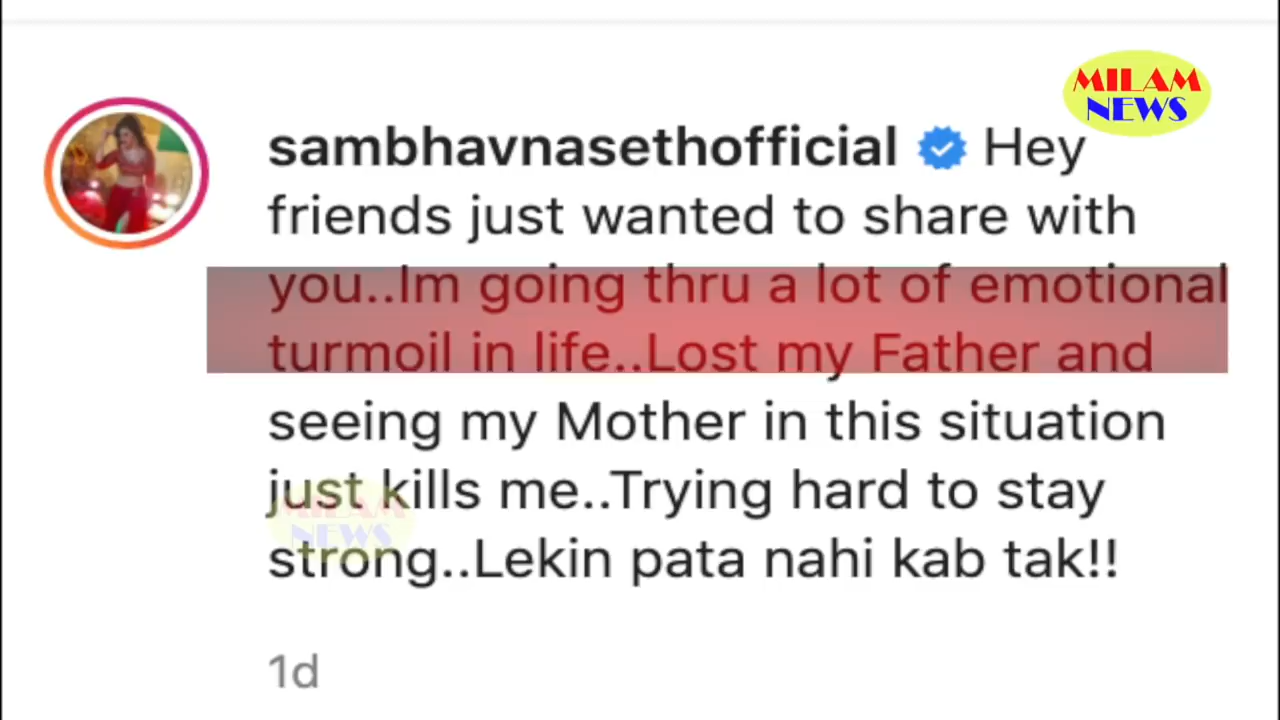 MILAM
NEWS
sambhavnasethofficial Hey
friends just wanted to share with
you..Im going thru a lot of emotional
turmoil in life..Lost my Father and
seeing my Mother in this situation
just kills me..Trying hard to stay
strong..Lekin pata nahi kab tak!!
MILAM
NEWS
1d